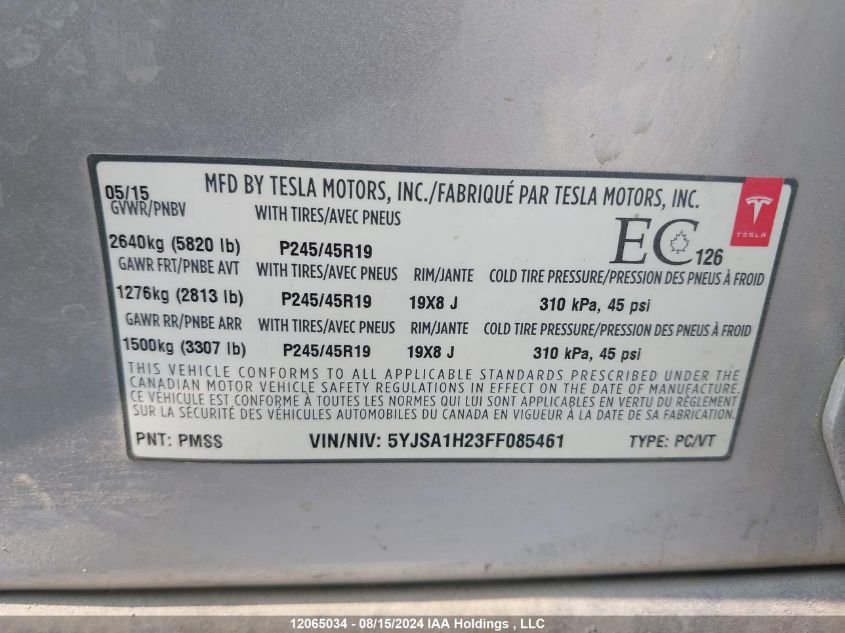 05/15 MFD BY TESLA MOTORS, INC./FABRIQUÉ PAR TESLA MOTORS, INC.
GVWR/PNBV WITH TIRES/AVEC PNEUS
TESLA
EC 126
2640kg (5820 lb) P245/45R19
GAWR FRT/PNBE AVT WITH TIRES/AVEC PNEUS RIM/JANTE COLD TIRE PRESSURE/PRESSION DES PNEUS À FROID
1276kg (2813 lb) P245/45R19 19X8 J 310 kPa, 45 psi
GAWR RR/PNBE ARR WITH TIRES/AVEC PNEUS RIM/JANTE COLD TIRE PRESSURE/PRESSION DES PNEUS À FROID
1500kg (3307 lb) P245/45R19 19X8 J 310 kPa, 45 psi
THIS VEHICLE CONFORMS TO ALL APPLICABLE STANDARDS PRESCRIBED UNDER THE
CANADIAN MOTOR VEHICLE SAFETY REGULATIONS IN EFFECT ON THE DATE OF MANUFACTURE.
CE VÉHICULE EST CONFORME À TOUTES LES NORMES QUI LUI SONT APPLICABLES EN VERTU DU RÈGLEMENT
SUR LA SÉCURITÉ DES VÉHICULES AUTOMOBILES DU CANADA EN VIGUEUR À LA DATE DE SA FABRICATION
PNT: PMSS VIN/NIV: 5YJSA1H23FF085461 TYPE: PC/VT
12065034 - 08/15/2024 IAA Holdings , LLC